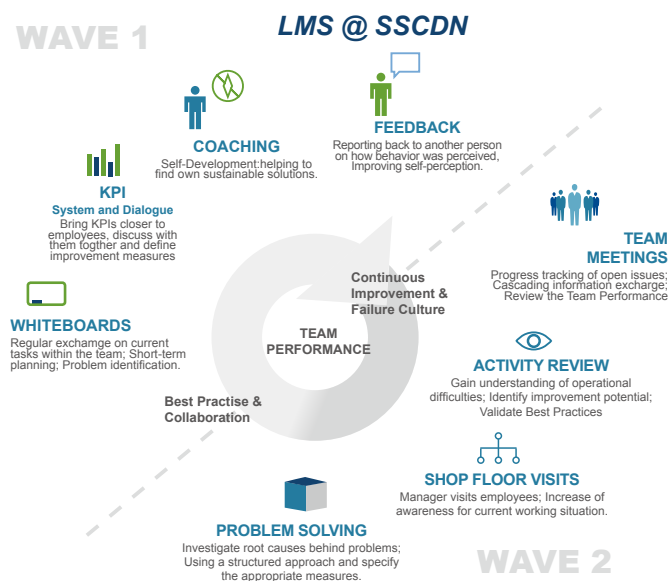 WAVE 1
LMS @ SSCDN
COACHING
Self-Development:helping to
find own sustainable solutions.
FEEDBACK
Reporting back to another person
on how behavior was perceived,
Improving self-perception.
KPI
System and Dialogue
Bring KPIs closer to
employees, discuss with
them togther and define
improvement measures
TEAM
MEETINGS
Progress tracking of open issues;
Cascading information excharge;
Review the Team Performance
WHITEBOARDS
Regular exchamge on current
tasks within the team; Short-term
planning; Problem identification.
Continuous
Improvement &
Failure Culture
TEAM
PERFORMANCE
Best Practise &
Collaboration
ACTIVITY REVIEW
Gain understanding of operational
difficulties; Identify improvement potential;
Validate Best Practices
SHOP FLOOR VISITS
Manager visits employees; Increase of
awareness for current working situation.
PROBLEM SOLVING
Investigate root causes behind problems;
Using a structured approach and specify
the appropriate measures.
WAVE 2